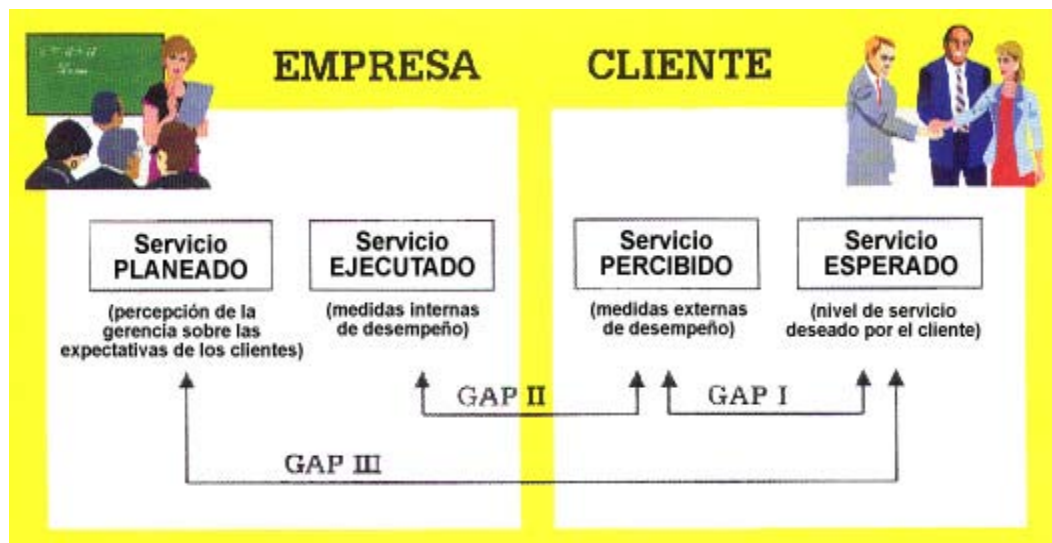 EMPRESA
CLIENTE
Servicio
PLANEADO
(percepción de la
gerencia sobre las
expectativas de los clientes)
Servicio
EJECUTADO
(medidas internas
de desempeño)
Servicio
PERCIBIDO
(medidas externas
de desempeño)
Servicio
ESPERADO
(nivel de servicio
deseado por el cliente)
GAP II
GAP I
GAP III